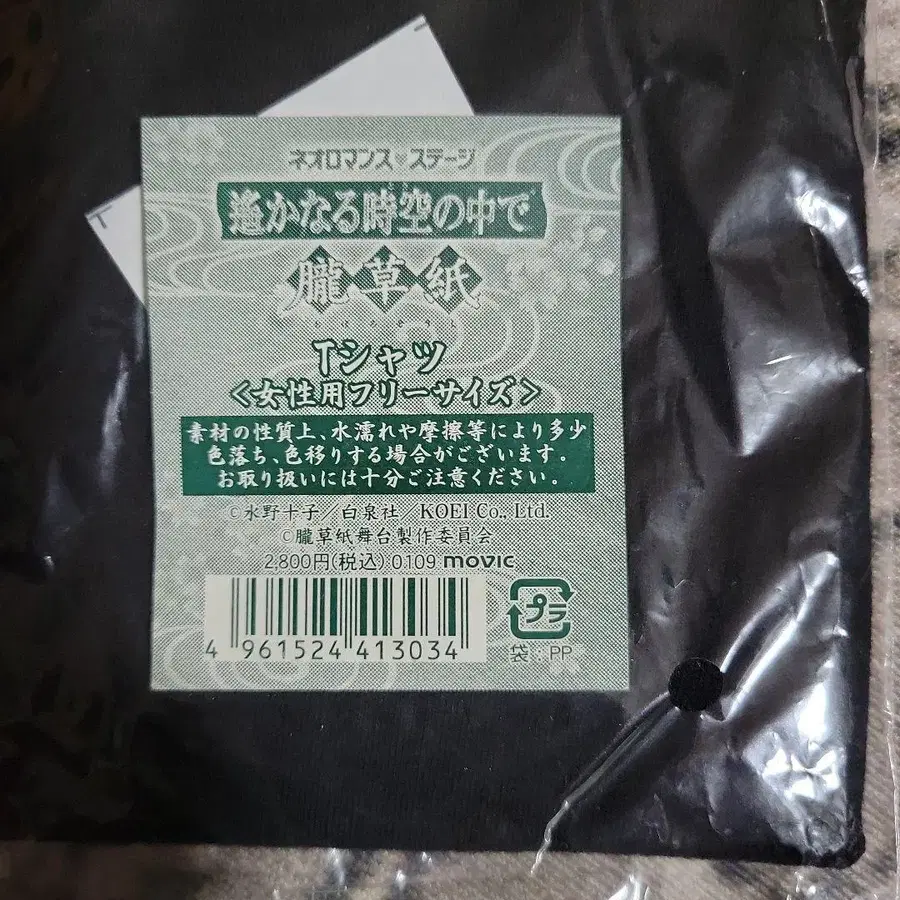 ネオロマンス♥ステージ
遙かなる時空の中で
朧草紙
おぼろぞうし
Tシャツ
<女性用フリーサイズ>
素材の性質上、水濡れや摩擦等により多少
色落ち、色移りする場合がございます。
お取り扱いには十分ご注意ください。
©水野十子/白泉社/KOEI Co., Ltd.
©朧草紙舞台製作委員会
2,800円(税込):0109 movic
4 961524 413034
プラ
袋:PP